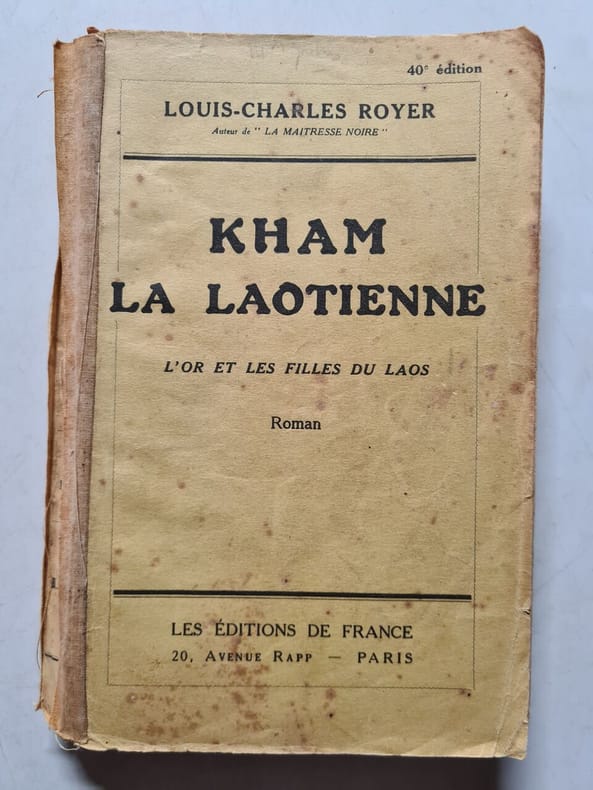 40e édition
LOUIS-CHARLES ROYER
Auteur de " LA MAITRESSE NOIRE "
KHAM
LA LAOTIENNE
L'OR ET LES FILLES DU LAOS
Roman
LES ÉDITIONS DE FRANCE
20, AVENUE RAPP — PARIS